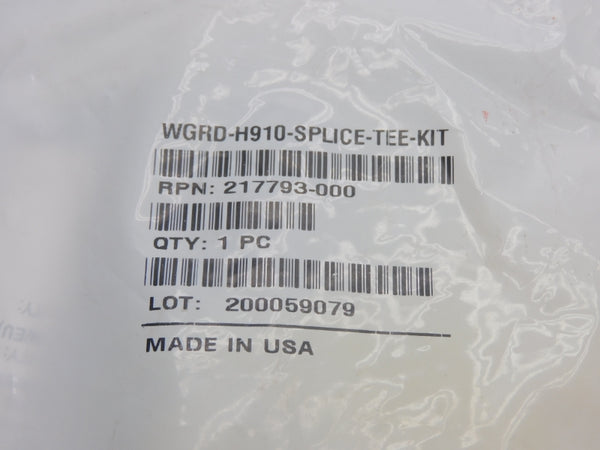 WGRD-H910-SPLICE-TEE-KIT
RPN: 217793-000
QTY: 1 PC
LOT: 200059079
MADE IN USA